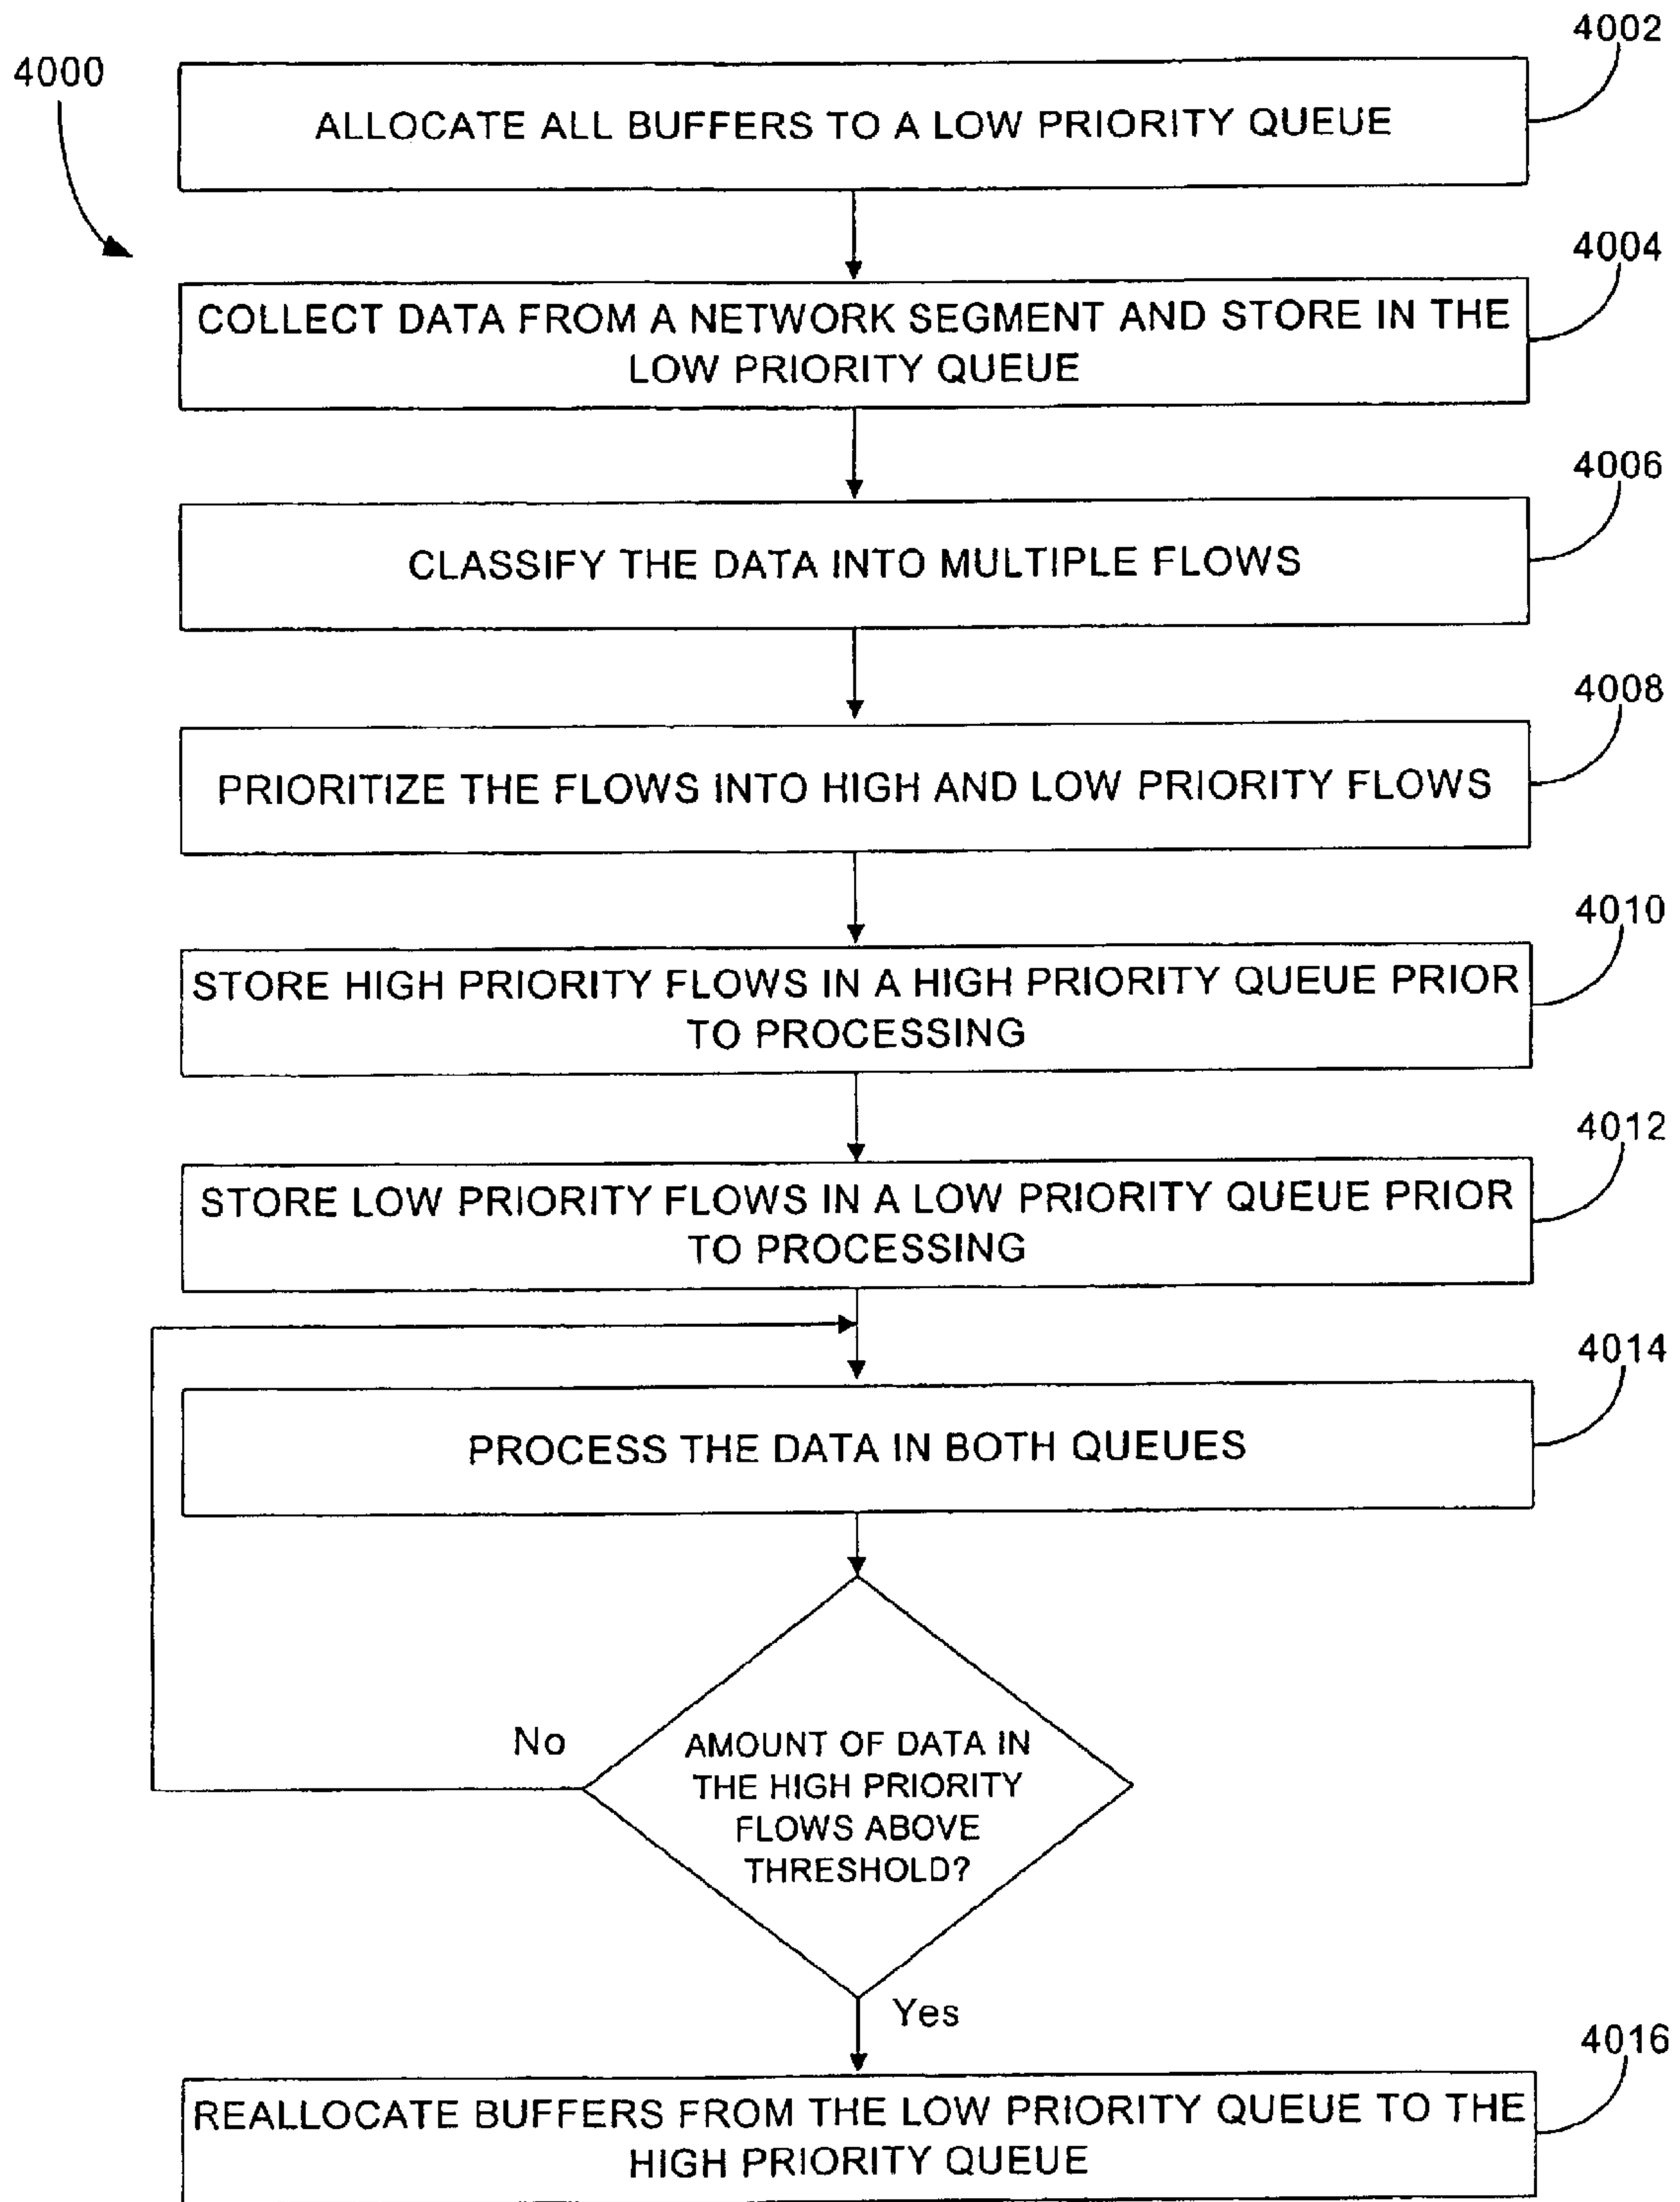 4002
4000
ALLOCATE ALL BUFFERS TO A LOW PRIORITY QUEUE
4004
COLLECT DATA FROM A NETWORK SEGMENT AND STORE IN THE
LOW PRIORITY QUEUE
4006
CLASSIFY THE DATA INTO MULTIPLE FLOWS
4008
PRIORITIZE THE FLOWS INTO HIGH AND LOW PRIORITY FLOWS
4010
STORE HIGH PRIORITY FLOWS IN A HIGH PRIORITY QUEUE PRIOR
TO PROCESSING
4012
STORE LOW PRIORITY FLOWS IN A LOW PRIORITY QUEUE PRIOR
TO PROCESSING
4014
PROCESS THE DATA IN BOTH QUEUES
No
AMOUNT OF DATA IN
THE HIGH PRIORITY
FLOWS ABOVE
THRESHOLD?
Yes
4016
REALLOCATE BUFFERS FROM THE LOW PRIORITY QUEUE TO THE
HIGH PRIORITY QUEUE